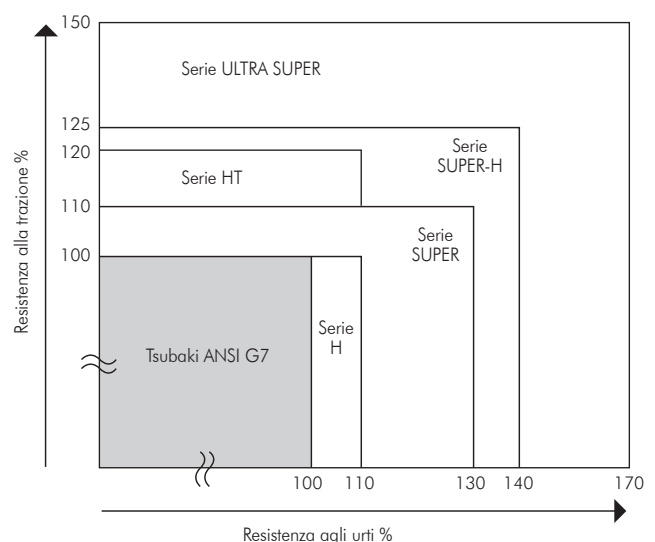 150
Serie ULTRA SUPER
125
Serie
SUPER-H
120
Serie HT
110
Serie
SUPER
100
Serie
H
Tsubaki ANSI G7
Resistenza alla trazione %
100 110 130 140 170
Resistenza agli urti %